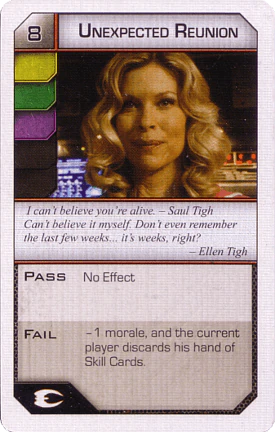 8
UNEXPECTED REUNION
I can't believe you're alive. – Saul Tigh
Can't believe it myself. Don't even remember
the last few weeks... it's weeks, right?
– Ellen Tigh
PASS No Effect
FAIL -1 morale, and the current
player discards his hand of
Skill Cards.